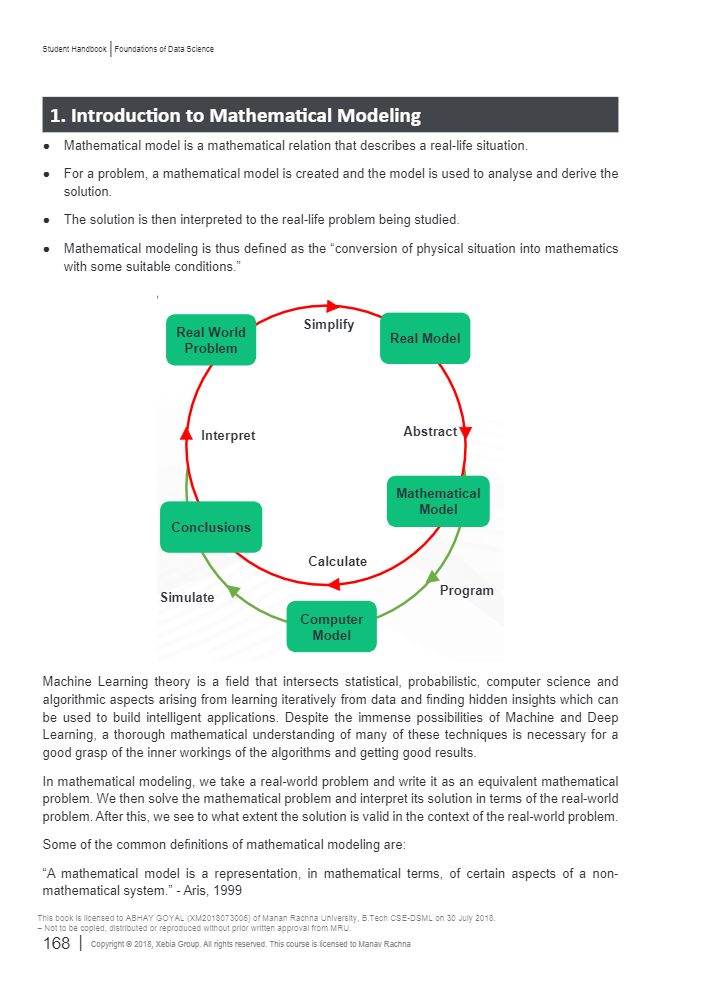 Student Handbook | Foundations of Data Science
1. Introduction to Mathematical Modeling
● Mathematical model is a mathematical relation that describes a real-life situation.
● For a problem, a mathematical model is created and the model is used to analyse and derive the
solution.
● The solution is then interpreted to the real-life problem being studied.
● Mathematical modeling is thus defined as the “conversion of physical situation into mathematics
with some suitable conditions.”
Simplify
Real World
Problem
Real Model
Interpret
Abstract
Mathematical
Model
Conclusions
Calculate
Simulate
Program
Computer
Model
Machine Learning theory is a field that intersects statistical, probabilistic, computer science and
algorithmic aspects arising from learning iteratively from data and finding hidden insights which can
be used to build intelligent applications. Despite the immense possibilities of Machine and Deep
Learning, a thorough mathematical understanding of many of these techniques is necessary for a
good grasp of the inner workings of the algorithms and getting good results.
In mathematical modeling, we take a real-world problem and write it as an equivalent mathematical
problem. We then solve the mathematical problem and interpret its solution in terms of the real-world
problem. After this, we see to what extent the solution is valid in the context of the real-world problem.
Some of the common definitions of mathematical modeling are:
“A mathematical model is a representation, in mathematical terms, of certain aspects of a non-
mathematical system.” - Aris, 1999
This book is licensed to ABHAY GOYAL (XM2018073006) of Manan Rachna University, B.Tech CSE-DSML on 30 July 2018.
– Not to be copied, distributed or reproduced without prior written approval from MRU.
168 | Copyright © 2018, Xebia Group. All rights reserved. This course is licensed to Manav Rachna